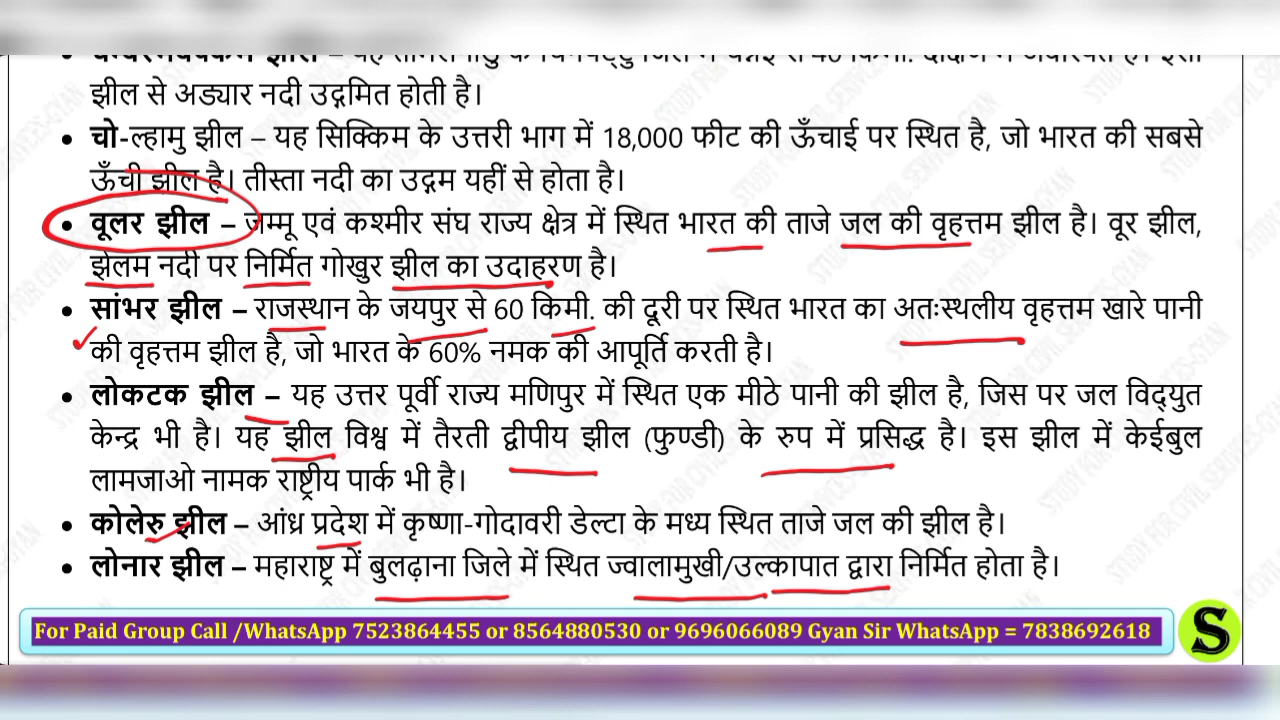 झील से अड्यार नदी उद्गमित होती है।
• चो-ल्हामु झील – यह सिक्किम के उत्तरी भाग में 18,000 फीट की ऊँचाई पर स्थित है, जो भारत की सबसे
ऊँची झील है। तीस्ता नदी का उद्गम यहीं से होता है।
• वूलर झील – जम्मू एवं कश्मीर संघ राज्य क्षेत्र में स्थित भारत की ताजे जल की वृहत्तम झील है। वूर झील,
झेलम नदी पर निर्मित गोखुर झील का उदाहरण है।
• सांभर झील – राजस्थान के जयपुर से 60 किमी. की दूरी पर स्थित भारत का अतःस्थलीय वृहत्तम खारे पानी
की वृहत्तम झील है, जो भारत के 60% नमक की आपूर्ति करती है।
• लोकटक झील – यह उत्तर पूर्वी राज्य मणिपुर में स्थित एक मीठे पानी की झील है, जिस पर जल विद्युत
केन्द्र भी है। यह झील विश्व में तैरती द्वीपीय झील (फुण्डी) के रुप में प्रसिद्ध है। इस झील में केईबुल
लामजाओ नामक राष्ट्रीय पार्क भी है।
• कोलेरु झील – आंध्र प्रदेश में कृष्णा-गोदावरी डेल्टा के मध्य स्थित ताजे जल की झील है।
• लोनार झील – महाराष्ट्र में बुलढ़ाना जिले में स्थित ज्वालामुखी/उल्कापात द्वारा निर्मित होता है।
For Paid Group Call /WhatsApp 7523864455 or 8564880530 or 9696066089 Gyan Sir WhatsApp = 7838692618
S